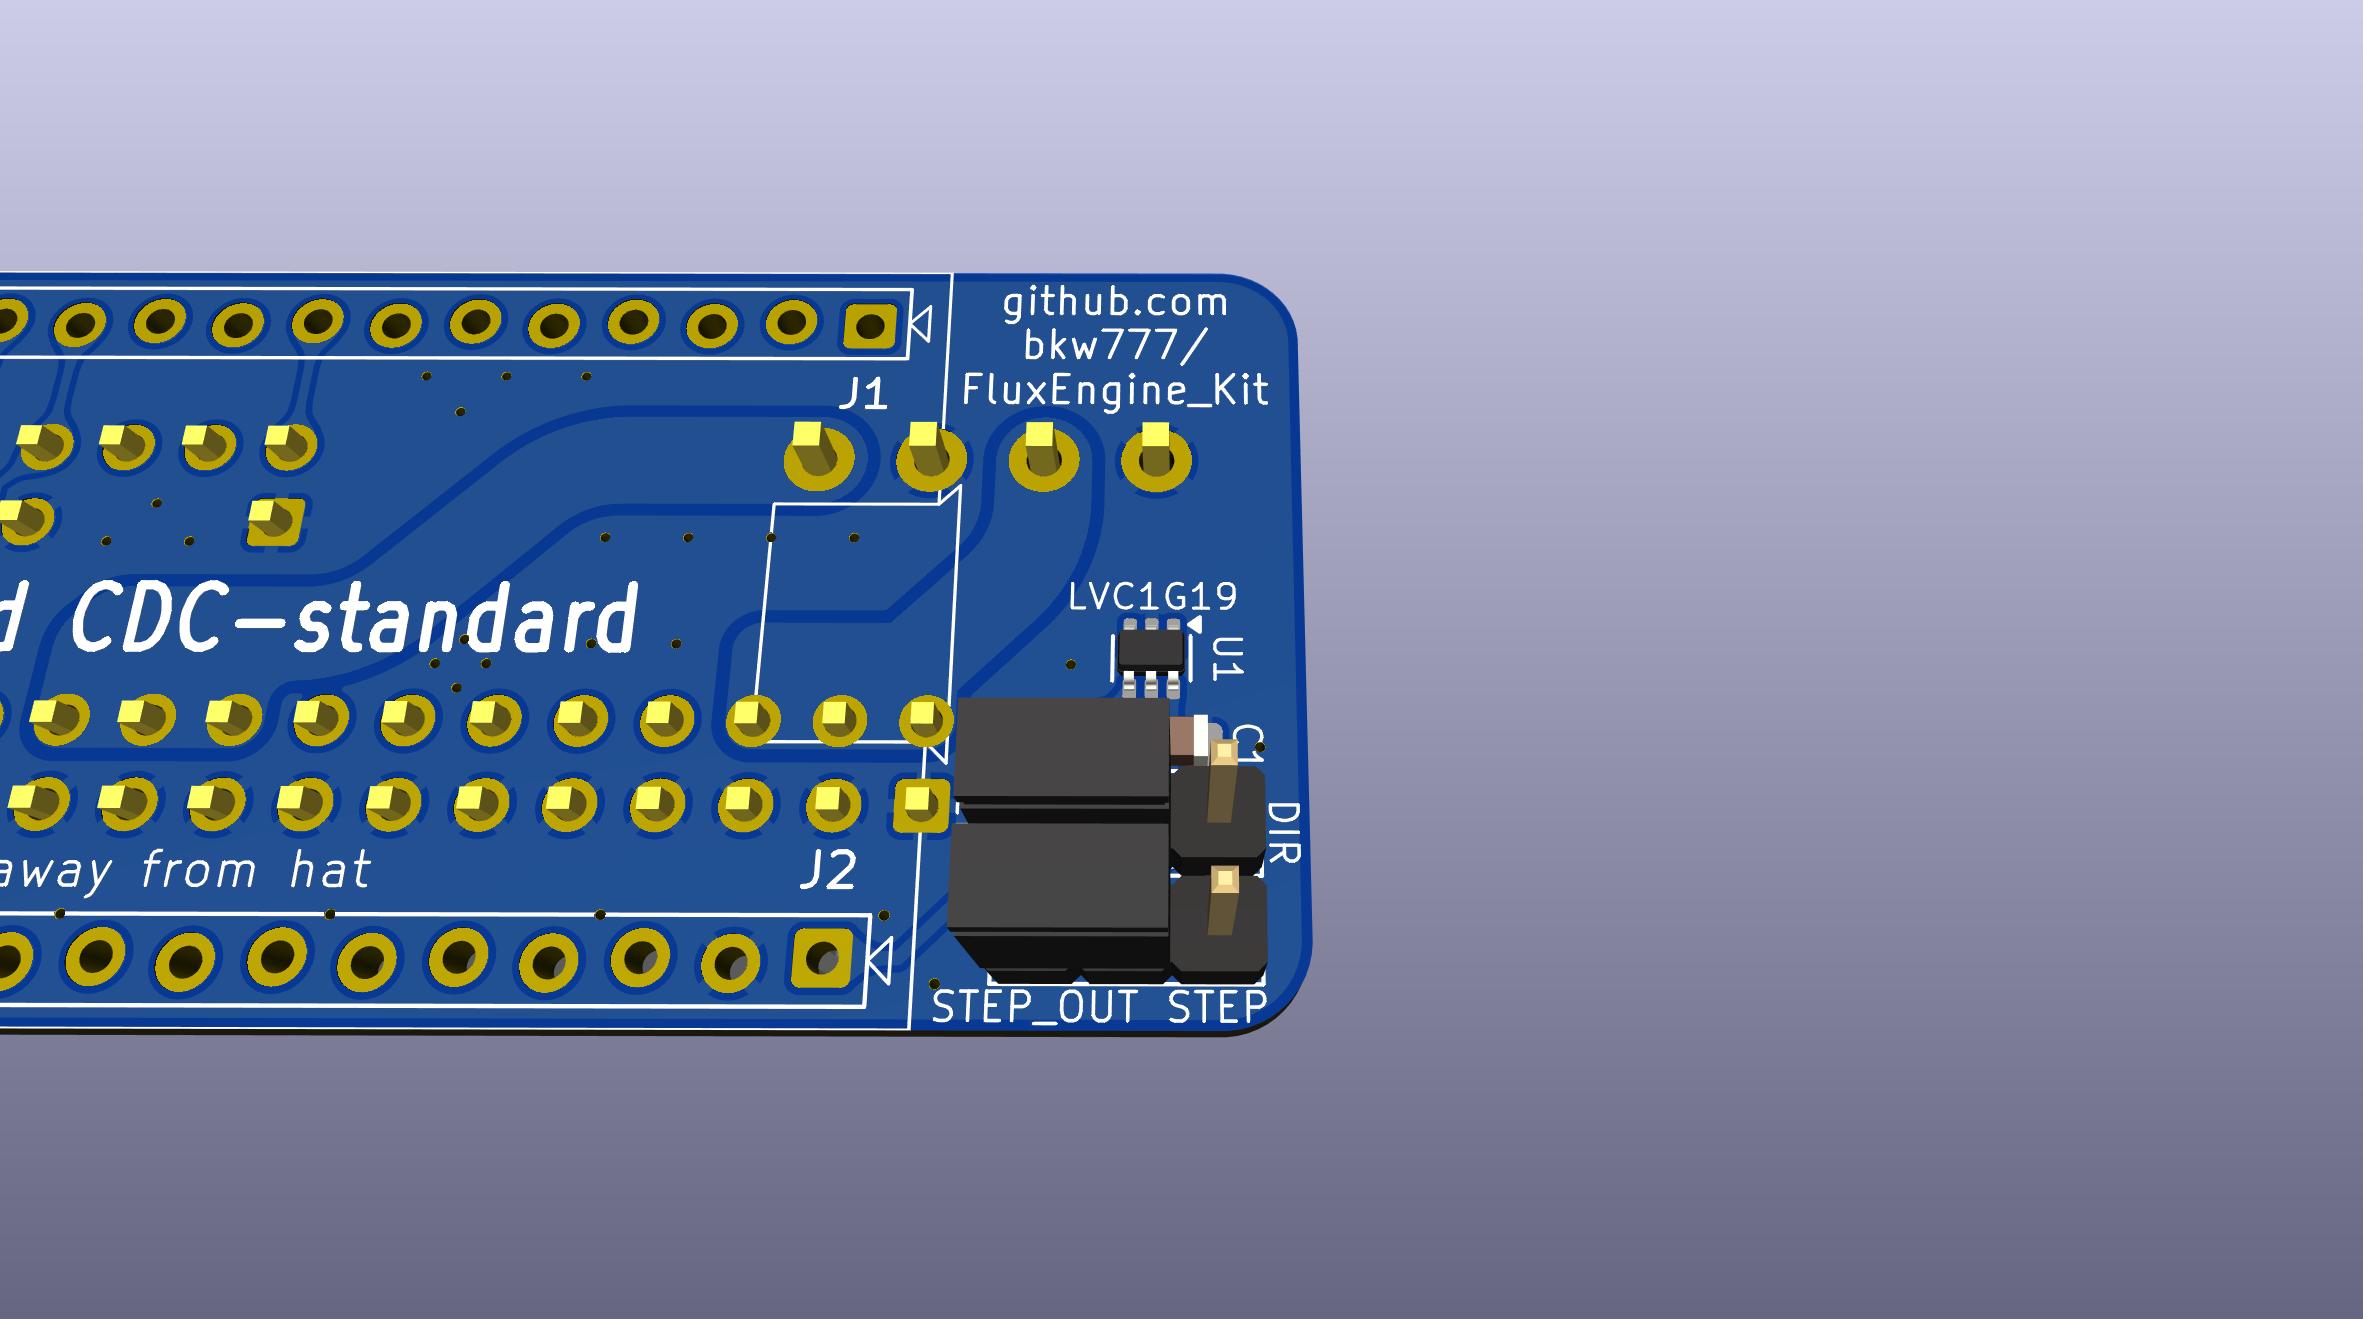 github.com
bkw777/
FluxEngine_Kit
J1
LVC1G19
U1
d CDC-standard
C1
DIR
away from hat
J2
STEP_OUT STEP